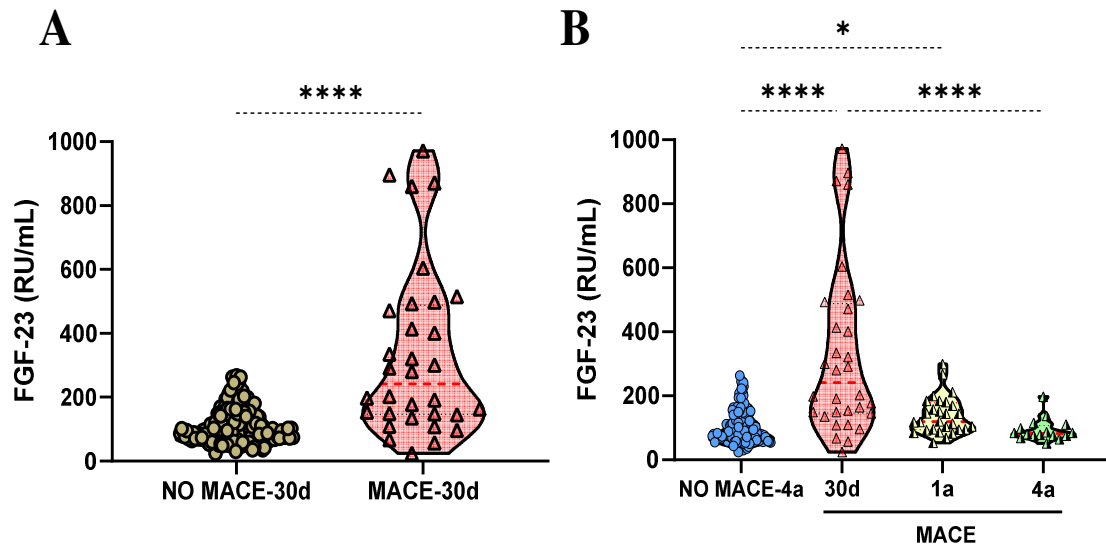 A
****
FGF-23 (RU/mL)
1000
800
600
400
200
0
NO MACE-30d MACE-30d
B
*
**** ****
FGF-23 (RU/mL)
1000
800
600
400
200
0
NO MACE-4a 30d 1a 4a
MACE